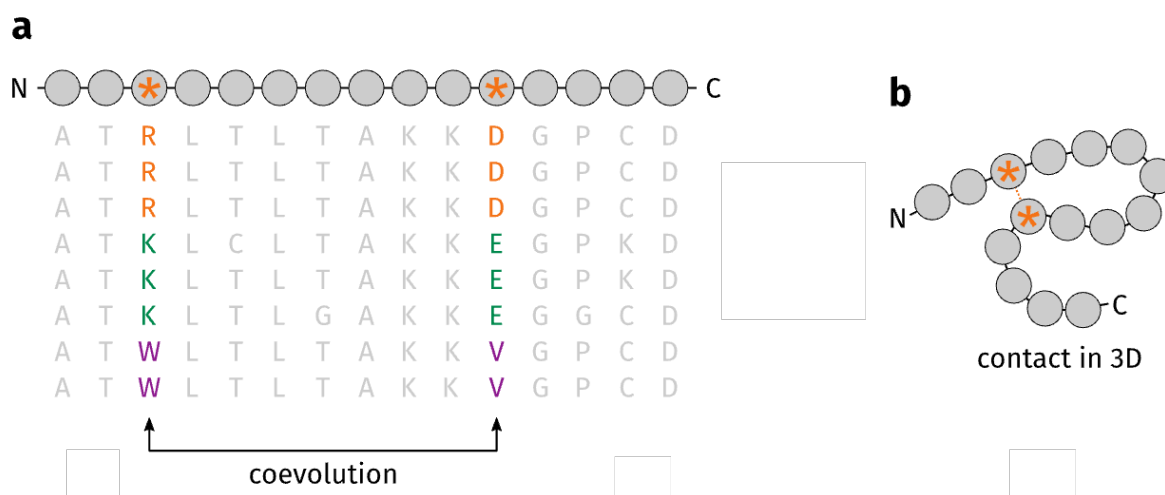 a
N * * C
A T R L T L T A K K D G P C D
A T R L T L T A K K D G P C D
A T R L T L T A K K D G P C D
A T K L C L T A K K E G P K D
A T K L T L T A K K E G P K D
A T K L T L G A K K E G G C D
A T W L T L T A K K V G P C D
A T W L T L T A K K V G P C D
coevolution
b
*
N *
C
contact in 3D